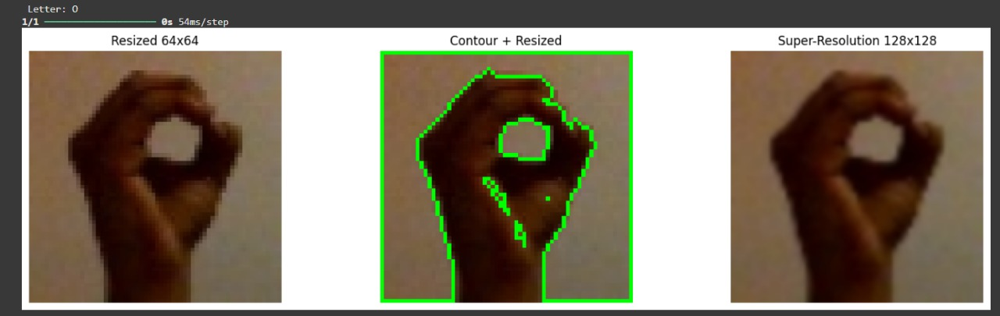 Letter: O
1/1 0s 54ms/step
Resized 64x64 Contour + Resized Super-Resolution 128x128